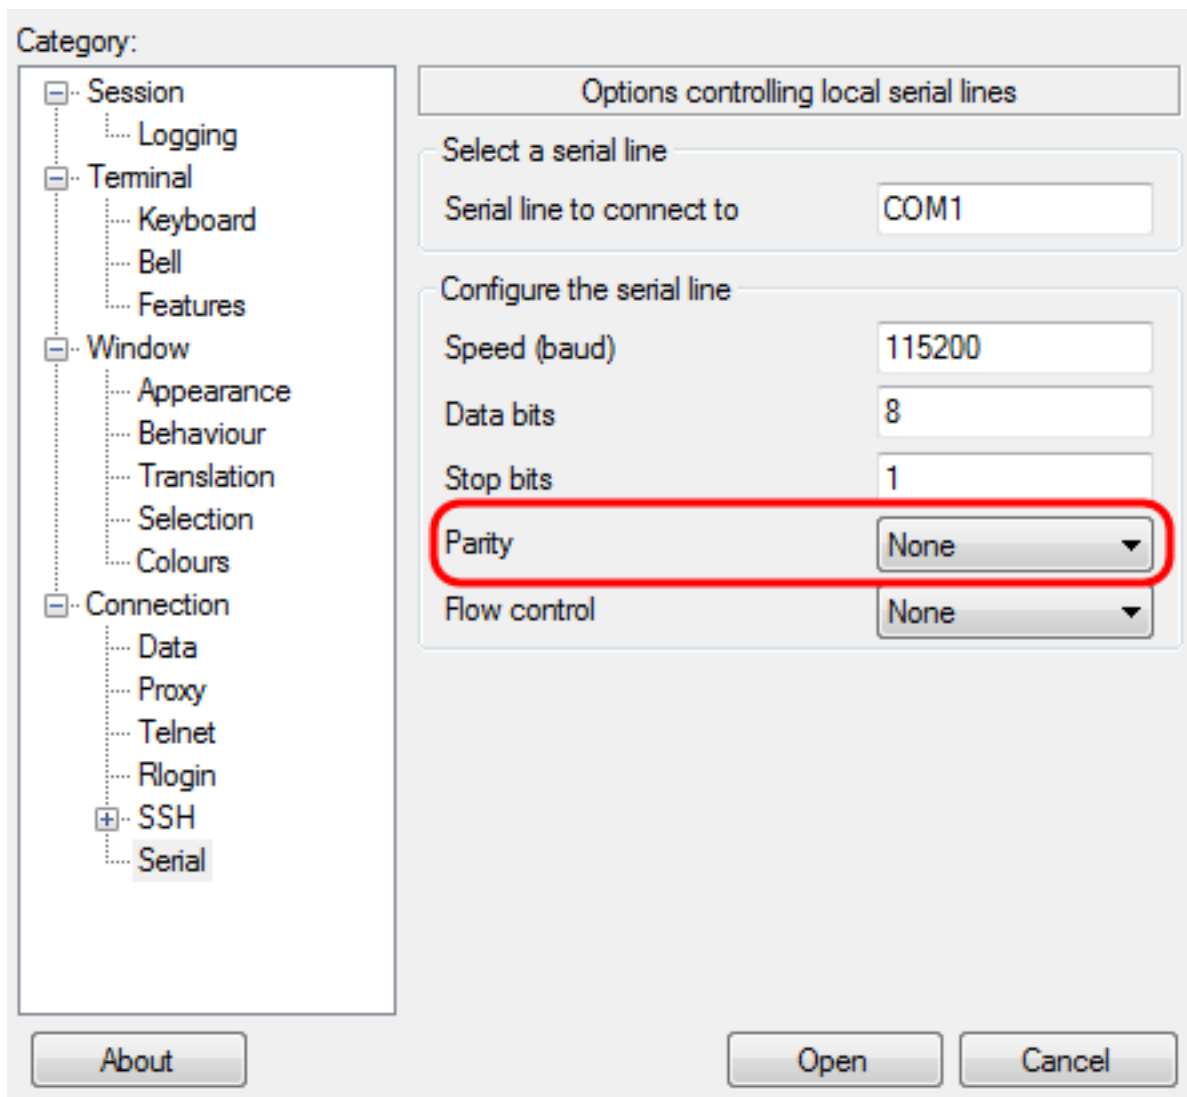 Category:
Session
Logging
Terminal
Keyboard
Bell
Features
Window
Appearance
Behaviour
Translation
Selection
Colours
Connection
Data
Proxy
Telnet
Rlogin
SSH
Serial
Options controlling local serial lines
Select a serial line
Serial line to connect to COM1
Configure the serial line
Speed (baud) 115200
Data bits 8
Stop bits 1
Parity None
Flow control None
About Open Cancel